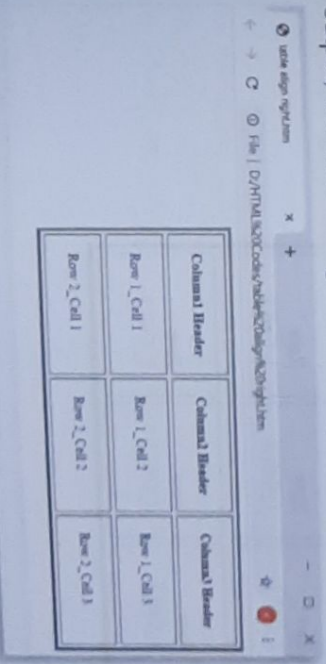 table align right.htm
File | D:/HTML%20Codes/table%20align%20right.htm
Column1 Header Column2 Header Column3 Header
Row 1_Cell 1 Row 1_Cell 2 Row 1_Cell 3
Row 2_Cell 1 Row 2_Cell 2 Row 2_Cell 3